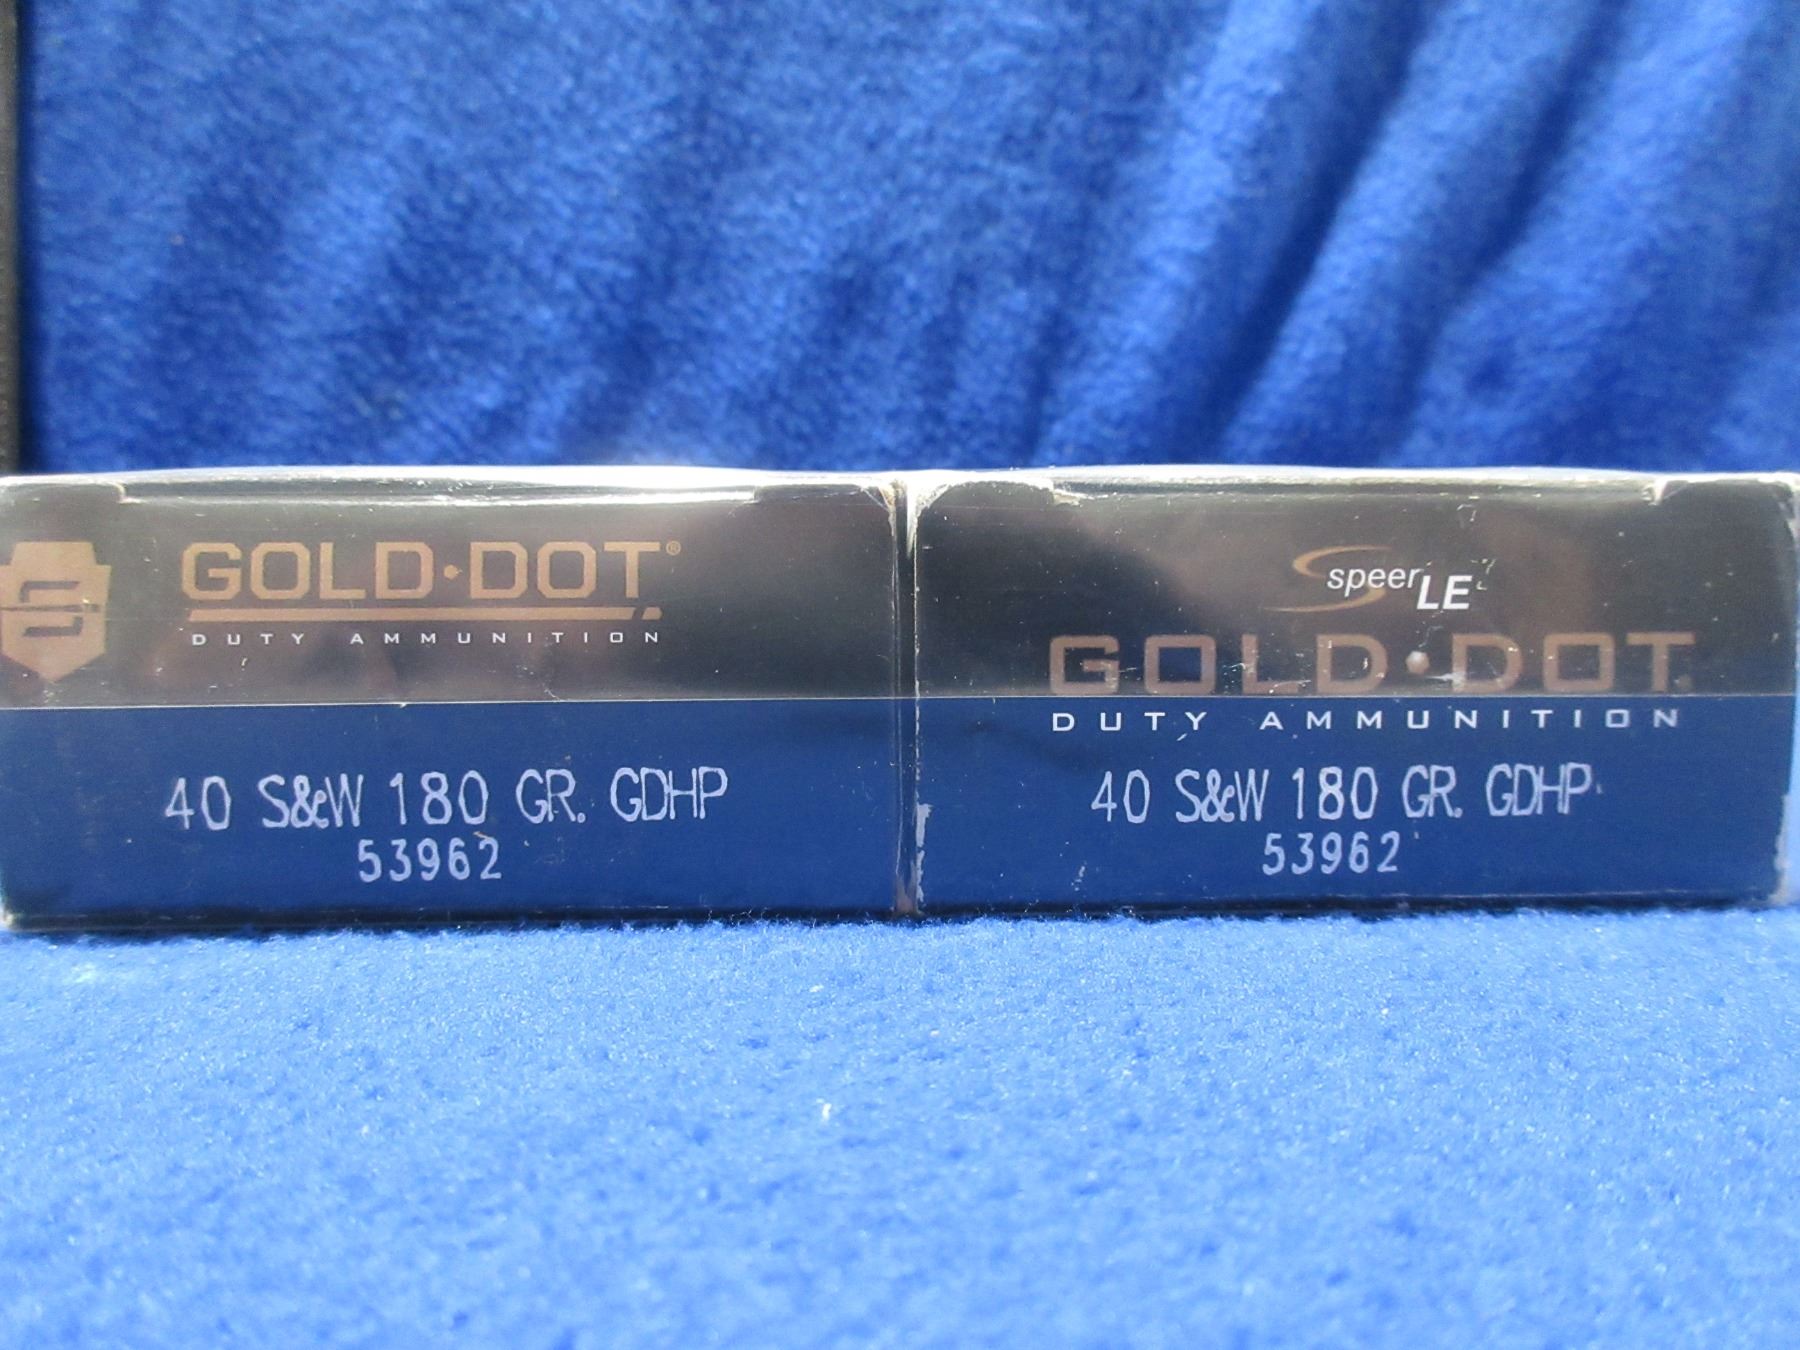 GOLD·DOT®
DUTY AMMUNITION
40 S&W 180 GR. GDHP
53962
speer LE
GOLD·DOT
DUTY AMMUNITION
40 S&W 180 GR. GDHP
53962